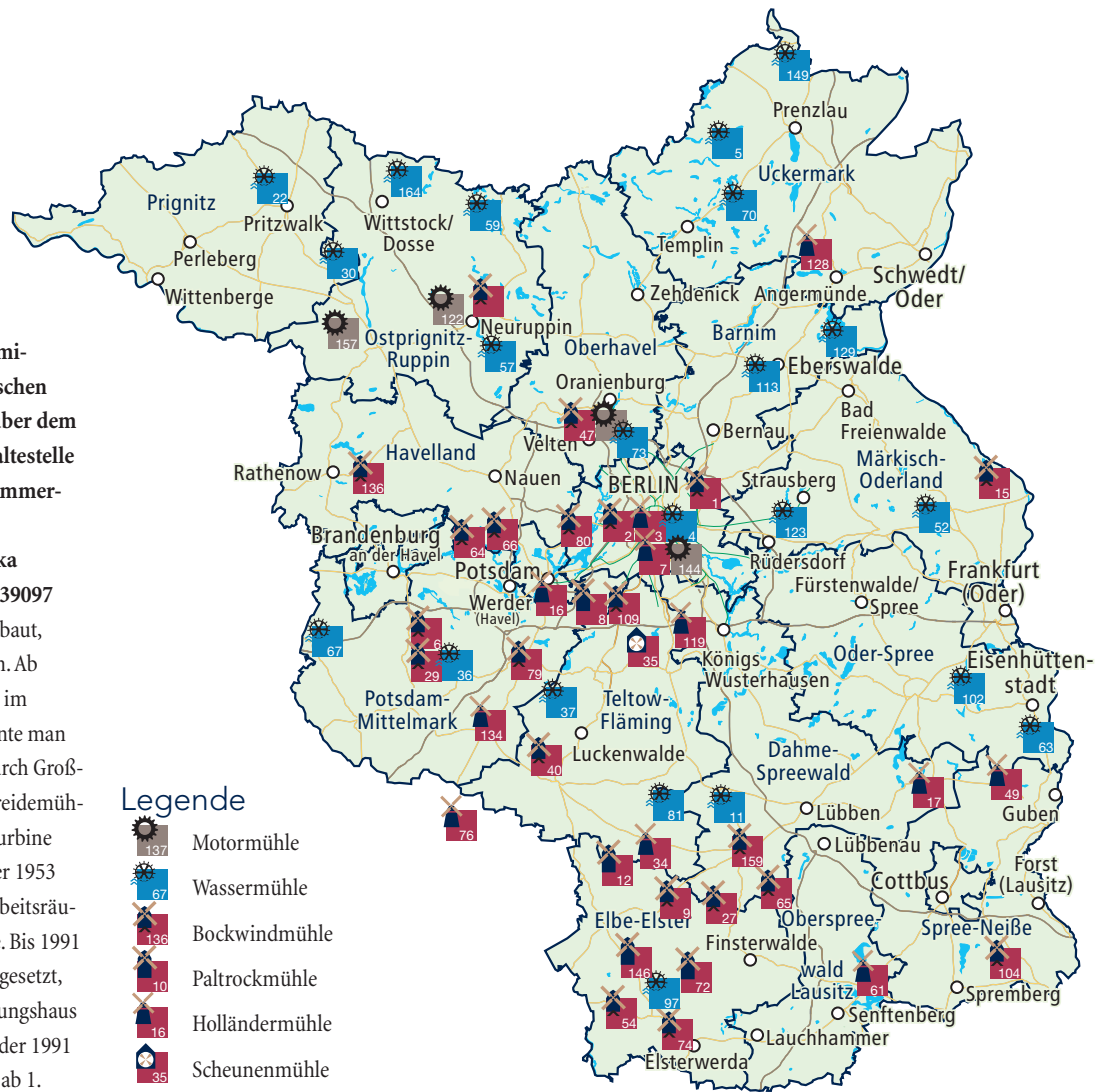 mi-
schen
über dem
altestelle
ammer-
ka
39097
baut,
n. Ab
im
nte man
rch Groß-
reidemüh-
urbine
er 1953
beitsräu-
e. Bis 1991
gesetzt,
ungshaus
der 1991
ab 1.
149
Prenzlau
5
Uckermark
164
22
Prignitz
59
70
Pritzwalk
Wittstock/
Dosse
Templin
Perleberg
30
128
Schwedt/
Oder
Wittenberge
Zehdenick
Angermünde
122
Neuruppin
Barnim
157
Ostprignitz-
Ruppin
57
Oberhavel
129
113
Eberswalde
Oranienburg
47
Bad
Freienwalde
Bernau
Velten
73
Havelland
Märkisch-
Oderland
Rathenow
136
Nauen
BERLIN
1
Strausberg
15
52
123
Brandenburg
an der Havel
64
66
80
2
3
4
7
144
Rüdersdorf
Frankfurt
(Oder)
Potsdam
Fürstenwalde/
Spree
Werder
(Havel)
16
8
109
6
119
67
29
36
79
35
Königs
Wusterhausen
Oder-Spree
Eisenhütten-
stadt
102
Potsdam-
Mittelmark
37
Teltow-
Fläming
134
63
Luckenwalde
40
Dahme-
Spreewald
17
49
81
11
Lübben
Guben
76
34
159
Lübbenau
12
Forst
(Lausitz)
65
Cottbus
9
27
Elbe-Elster
Oberspree-
wald
Lausitz
Spree-Neiße
Finsterwalde
146
72
61
104
97
54
Spremberg
Senftenberg
74
Lauchhammer
Elsterwerda
Legende
137 Motormühle
67 Wassermühle
136 Bockwindmühle
10 Paltrockmühle
16 Holländermühle
35 Scheunenmühle